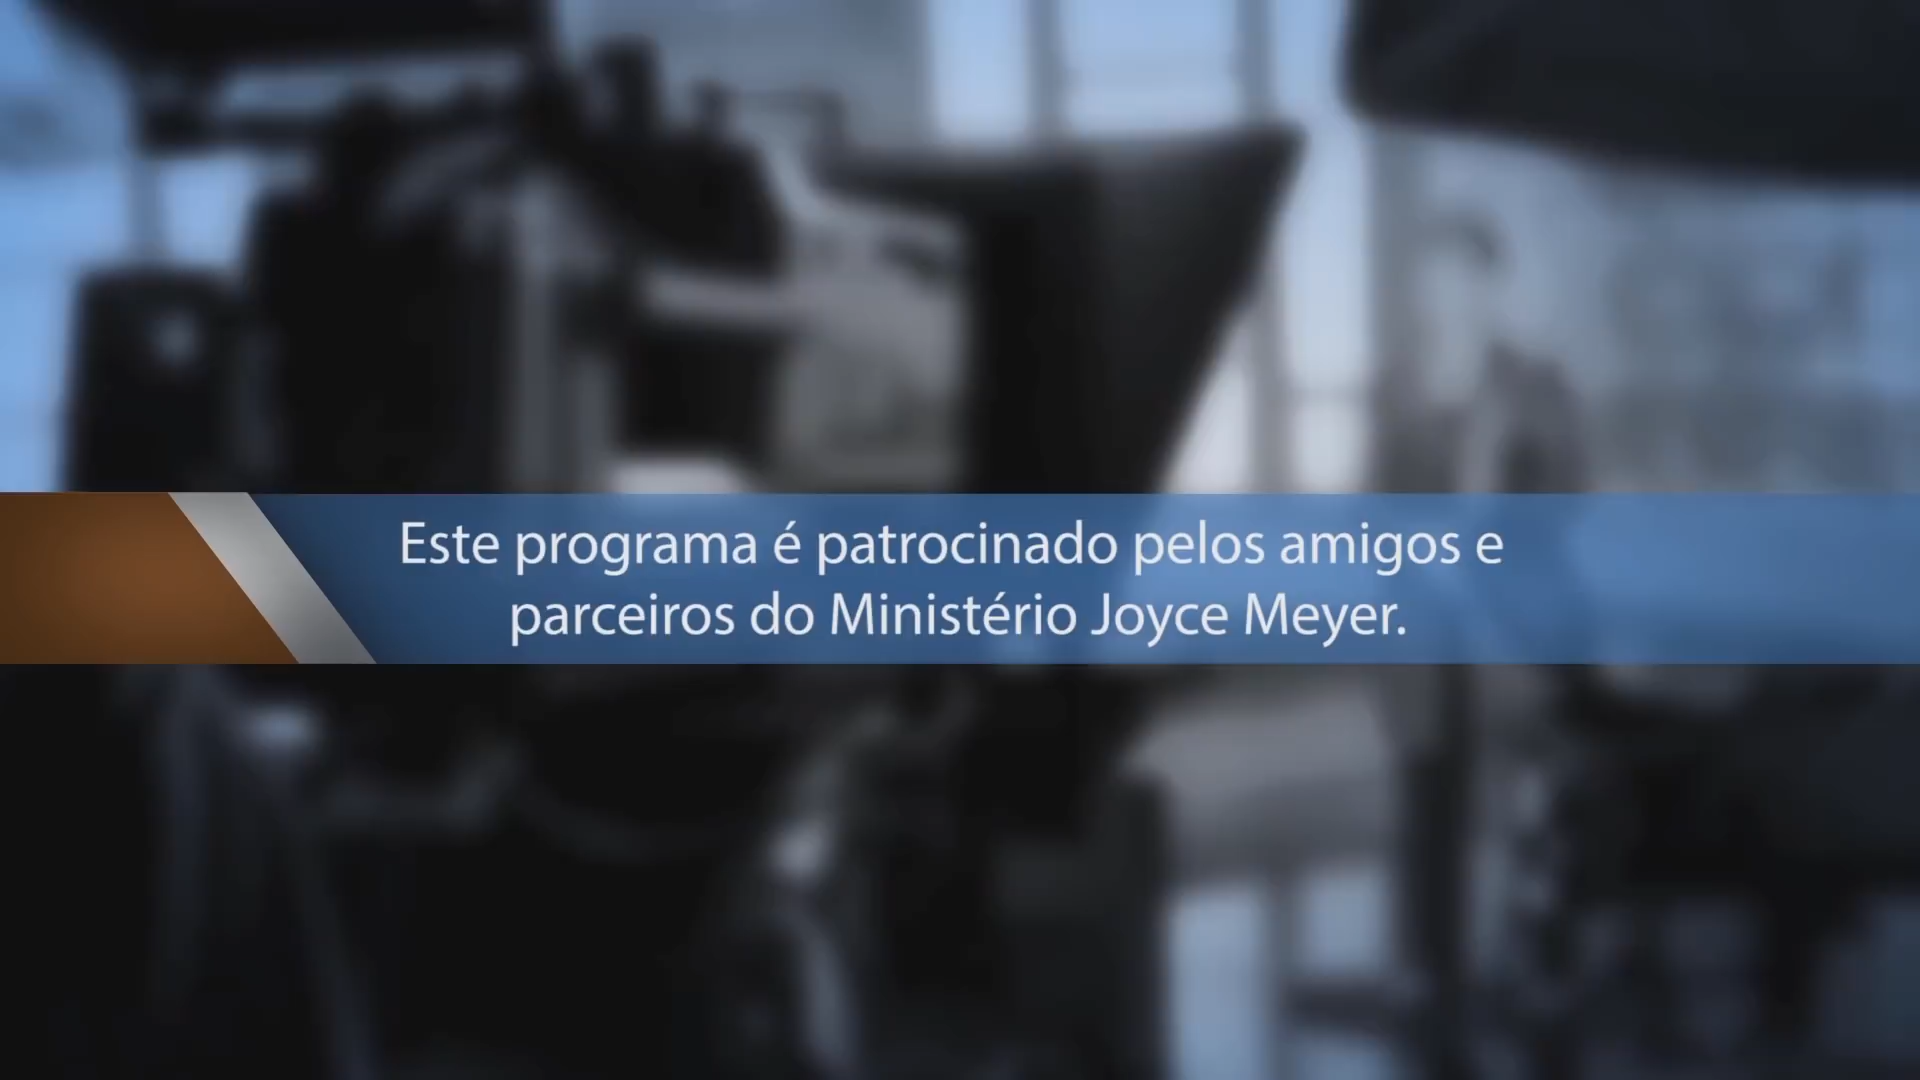 Este programa é patrocinado pelos amigos e
parceiros do Ministério Joyce Meyer.